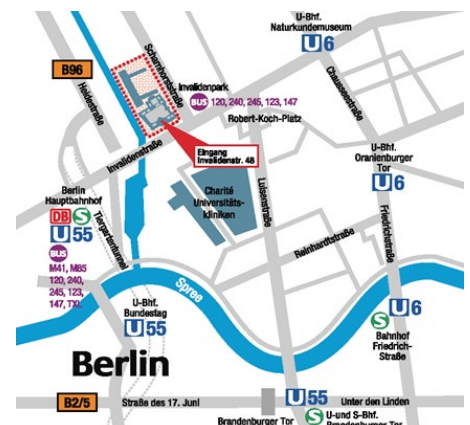 U-Bhf.
Naturkundemuseum
U6
B96
Scharnhorststraße
Heidestraße
Chausseestraße
Invalidenpark
BUS 120, 240, 245, 123, 147
Robert-Koch-Platz
Eingang
Invalidenstr. 48
Invalidenstraße
U-Bhf.
Oranienburger
Tor
U6
Charité
Universitäts-
kliniken
Luisenstraße
Friedrichstraße
Berlin
Hauptbahnhof
DB S
U55
BUS
M41, M85
120, 240,
245, 123,
147, TXL
Tiergartentunnel
Reinhardtstraße
Spree
U-Bhf.
Bundestag
U55
U6
S
Bahnhof
Friedrich-
Straße
Berlin
B2/5
Straße des 17. Juni
U55
Unter den Linden
Brandenburger Tor
S U-und S-Bhf.
Brandenburger Tor